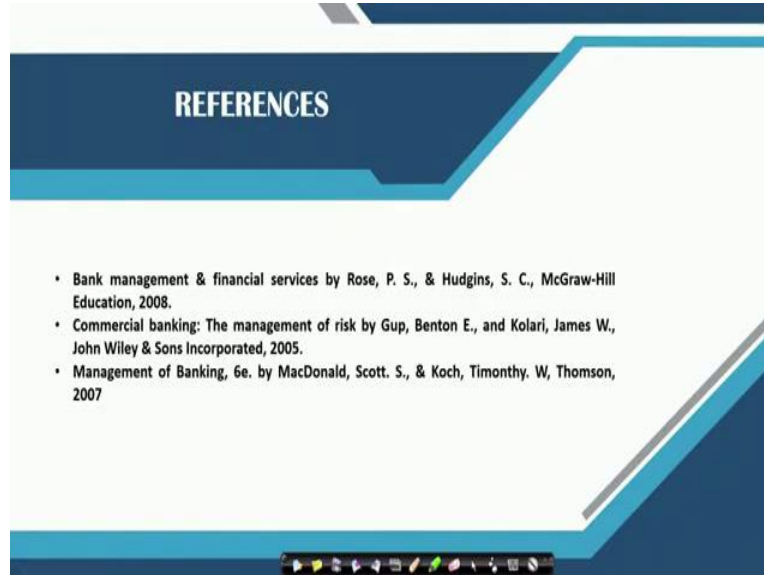 REFERENCES
• Bank management & financial services by Rose, P. S., & Hudgins, S. C., McGraw-Hill
Education, 2008.
• Commercial banking: The management of risk by Gup, Benton E., and Kolari, James W.,
John Wiley & Sons Incorporated, 2005.
• Management of Banking, 6e. by MacDonald, Scott. S., & Koch, Timonthy. W, Thomson,
2007